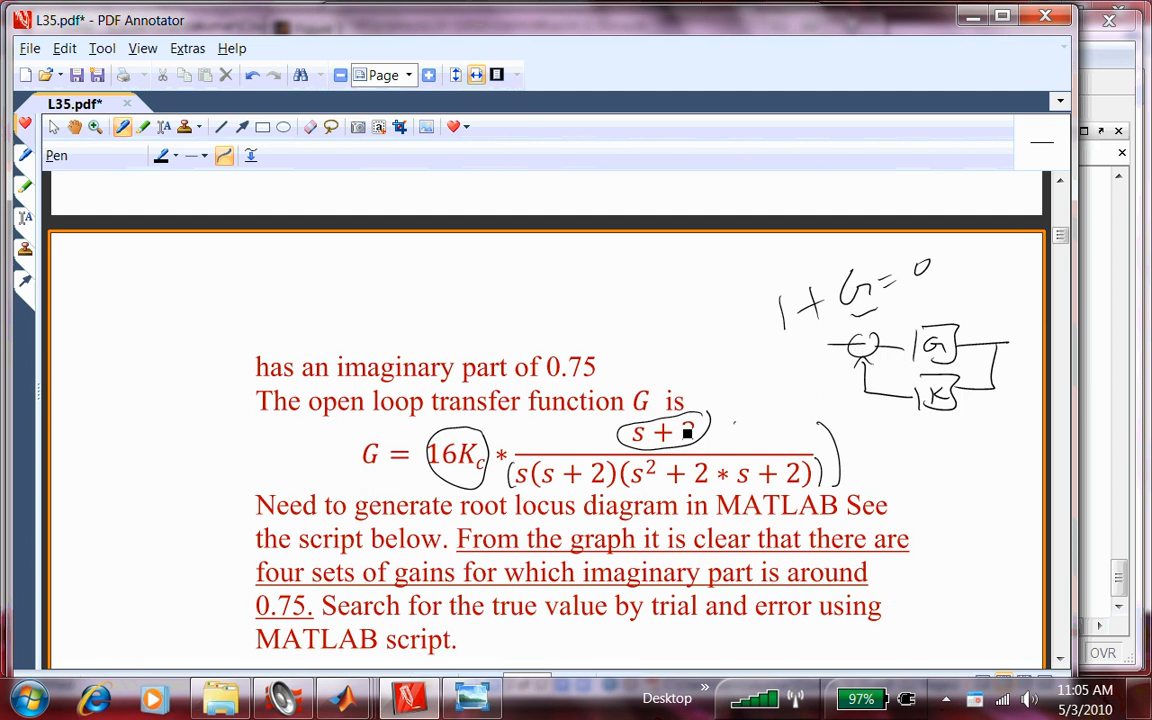 L35.pdf* - PDF Annotator
File Edit Tool View Extras Help
Page
L35.pdf*
Pen
1 + G = 0
G
K
has an imaginary part of 0.75
The open loop transfer function G is
G = 16K_c * (s + ) / (s(s + 2)(s² + 2 * s + 2))
Need to generate root locus diagram in MATLAB See
the script below. From the graph it is clear that there are
four sets of gains for which imaginary part is around
0.75. Search for the true value by trial and error using
MATLAB script.
OVR
Desktop » 97% 11:05 AM
5/3/2010